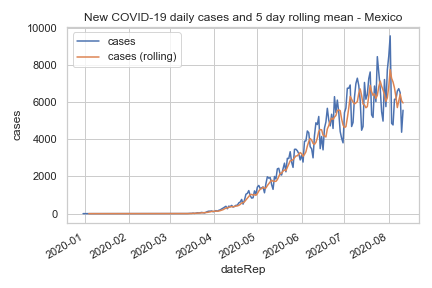 New COVID-19 daily cases and 5 day rolling mean - Mexico
10000
cases
cases (rolling)
8000
6000
cases
4000
2000
0
2020-01
2020-02
2020-03
2020-04
2020-05
2020-06
2020-07
2020-08
dateRep